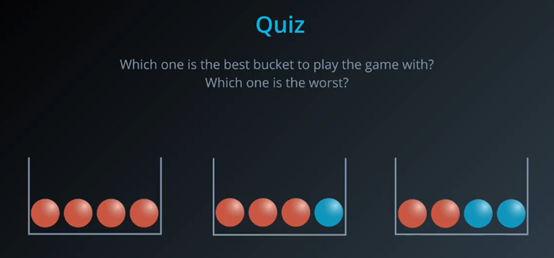 Quiz
Which one is the best bucket to play the game with?
Which one is the worst?